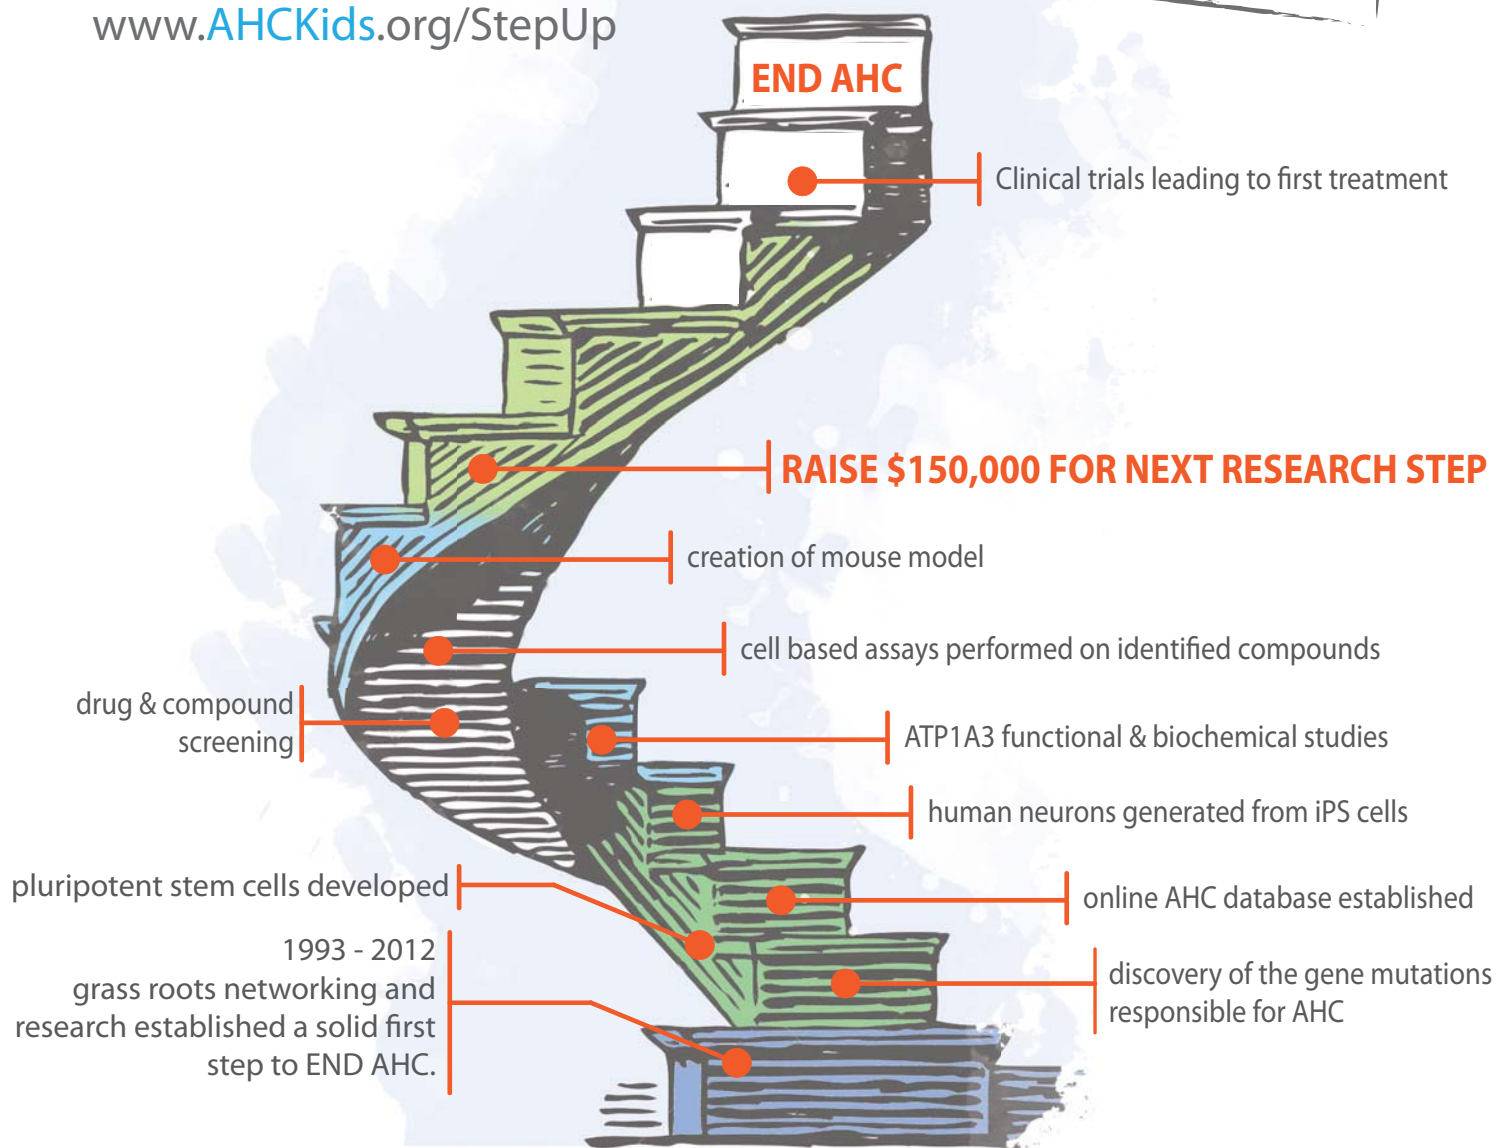 www.AHCKids.org/StepUp
END AHC
Clinical trials leading to first treatment
RAISE $150,000 FOR NEXT RESEARCH STEP
creation of mouse model
cell based assays performed on identified compounds
drug & compound
screening
ATP1A3 functional & biochemical studies
human neurons generated from iPS cells
pluripotent stem cells developed
online AHC database established
1993 - 2012
grass roots networking and
research established a solid first
step to END AHC.
discovery of the gene mutations
responsible for AHC